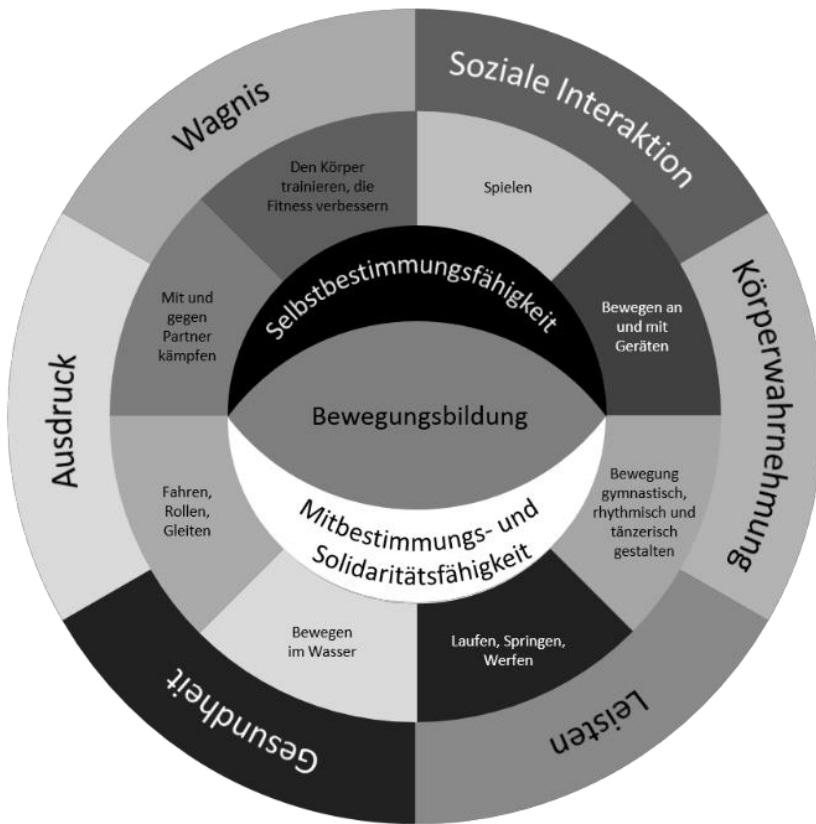 Wagnis
Soziale Interaktion
Körperwahrnehmung
Leisten
Gesundheit
Ausdruck
Den Körper
trainieren, die
Fitness verbessern
Spielen
Bewegen an
und mit
Geräten
Bewegung
gymnastisch,
rhythmisch und
tänzerisch
gestalten
Laufen, Springen,
Werfen
Bewegen
im Wasser
Fahren,
Rollen,
Gleiten
Mit und
gegen
Partner
kämpfen
Selbstbestimmungsfähigkeit
Bewegungsbildung
Mitbestimmungs- und
Solidaritätsfähigkeit